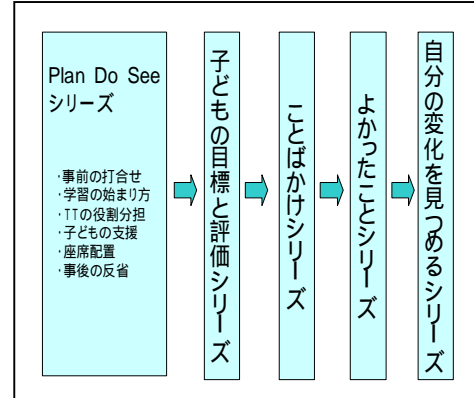 Plan Do See
シリーズ
・事前の打合せ
・学習の始まり方
・TTの役割分担
・子どもの支援
・座席配置
・事後の反省
子どもの目標と評価シリーズ
ことばかけシリーズ
よかったことシリーズ
自分の変化を見つめるシリーズ